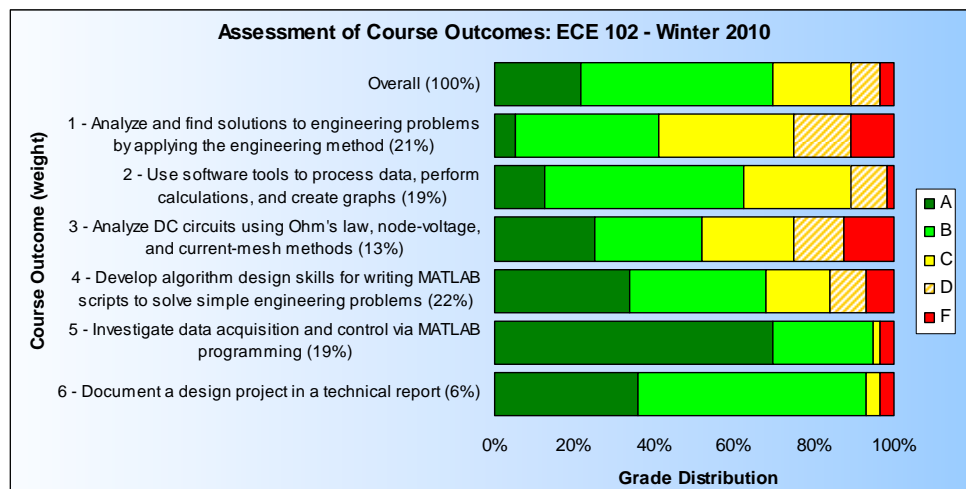 Assessment of Course Outcomes: ECE 102 - Winter 2010
Course Outcome (weight)
Overall (100%)
1 - Analyze and find solutions to engineering problems
by applying the engineering method (21%)
2 - Use software tools to process data, perform
calculations, and create graphs (19%)
3 - Analyze DC circuits using Ohm's law, node-voltage,
and current-mesh methods (13%)
4 - Develop algorithm design skills for writing MATLAB
scripts to solve simple engineering problems (22%)
5 - Investigate data acquisition and control via MATLAB
programming (19%)
6 - Document a design project in a technical report (6%)
A
B
C
D
F
0% 20% 40% 60% 80% 100%
Grade Distribution